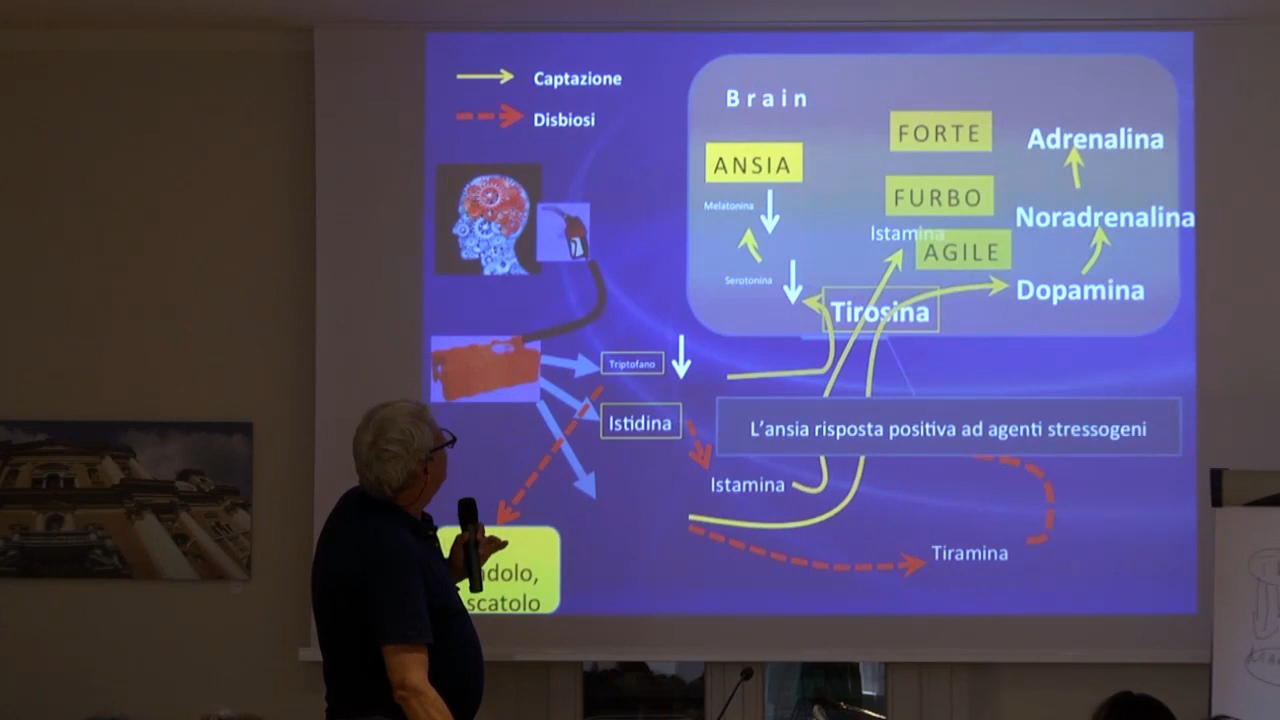 Captazione
Disbiosi
Brain
ANSIA
FORTE
Adrenalina
Melatonina
FURBO
Noradrenalina
Istamina
AGILE
Serotonina
Dopamina
Tirosina
Triptofano
Istidina
L'ansia risposta positiva ad agenti stressogeni
Istamina
Tiramina
scatolo